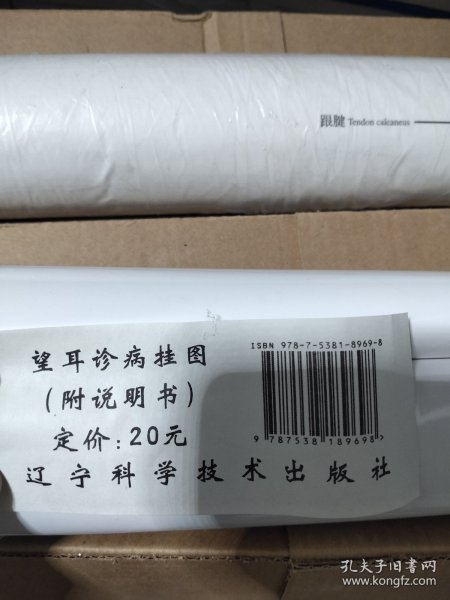 跟腱 Tendon calcaneus
望耳诊病挂图
(附说明书)
定价:20元
辽宁科学技术出版社
ISBN 978-7-5381-8969-8
9 787538 189698 >
孔夫子旧书网
www.kongfz.com